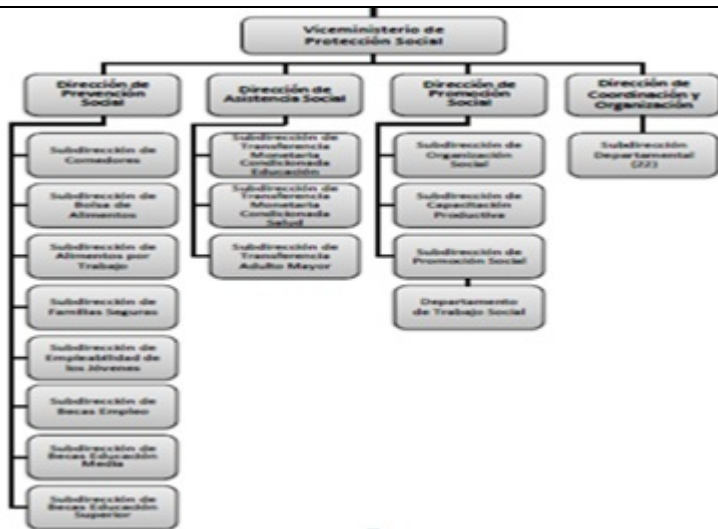 Viceministerio de
Protección Social
Dirección de
Prevención
Social
Dirección de
Asistencia Social
Dirección de
Promoción
Social
Dirección de
Coordinación y
Organización
Subdirección de
Comedores
Subdirección de
Bolsa de
Alimentos
Subdirección de
Alimentos por
Trabajo
Subdirección de
Familias Seguras
Subdirección de
Empleabilidad de
los Jóvenes
Subdirección de
Becas Empleo
Subdirección de
Becas Educación
Media
Subdirección de
Becas Educación
Superior
Subdirección de
Transferencia
Monetaria
Condicionada
Educación
Subdirección de
Transferencia
Monetaria
Condicionada
Salud
Subdirección de
Transferencia
Adulto Mayor
Subdirección de
Organización
Social
Subdirección de
Capacitación
Productiva
Subdirección de
Promoción Social
Departamento
de Trabajo Social
Subdirección
Departamental
(22)